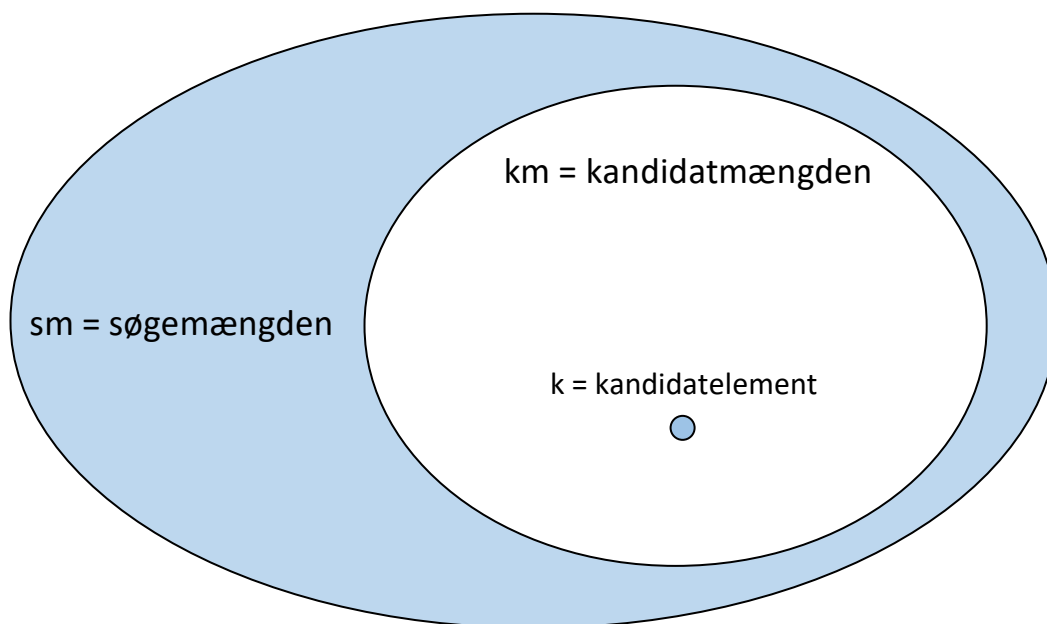 km = kandidatmængden
sm = søgemængden
k = kandidatelement